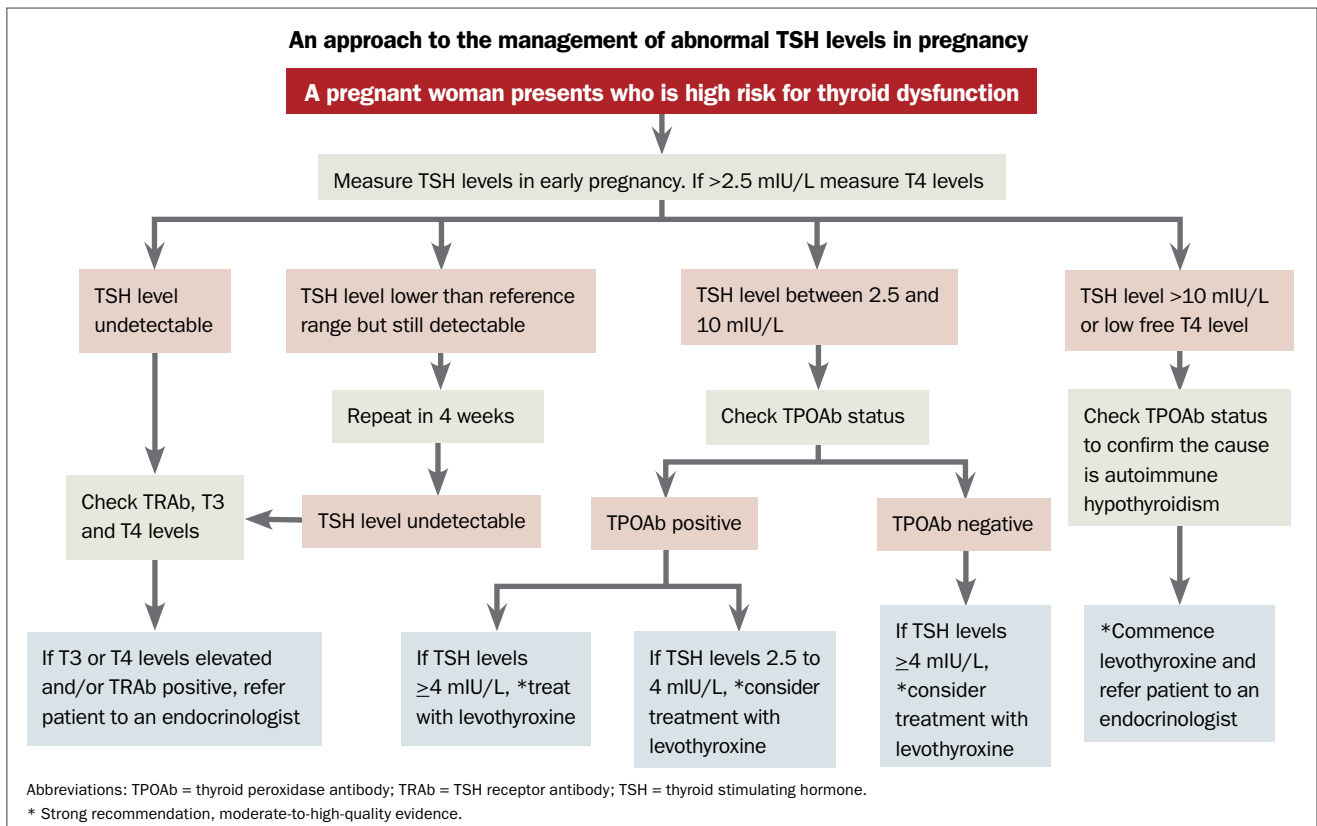 An approach to the management of abnormal TSH levels in pregnancy
A pregnant woman presents who is high risk for thyroid dysfunction
Measure TSH levels in early pregnancy. If >2.5 mIU/L measure T4 levels
TSH level
undetectable
TSH level lower than reference
range but still detectable
TSH level between 2.5 and
10 mIU/L
TSH level >10 mIU/L
or low free T4 level
Repeat in 4 weeks
Check TPOAb status
Check TPOAb status
to confirm the cause
is autoimmune
hypothyroidism
Check TRAb, T3
and T4 levels
TSH level undetectable
TPOAb positive
TPOAb negative
If T3 or T4 levels elevated
and/or TRAb positive, refer
patient to an endocrinologist
If TSH levels
≥4 mIU/L, *treat
with levothyroxine
If TSH levels 2.5 to
4 mIU/L, *consider
treatment with
levothyroxine
If TSH levels
≥4 mIU/L,
*consider
treatment with
levothyroxine
*Commence
levothyroxine and
refer patient to an
endocrinologist
Abbreviations: TPOAb = thyroid peroxidase antibody; TRAb = TSH receptor antibody; TSH = thyroid stimulating hormone.
* Strong recommendation, moderate-to-high-quality evidence.